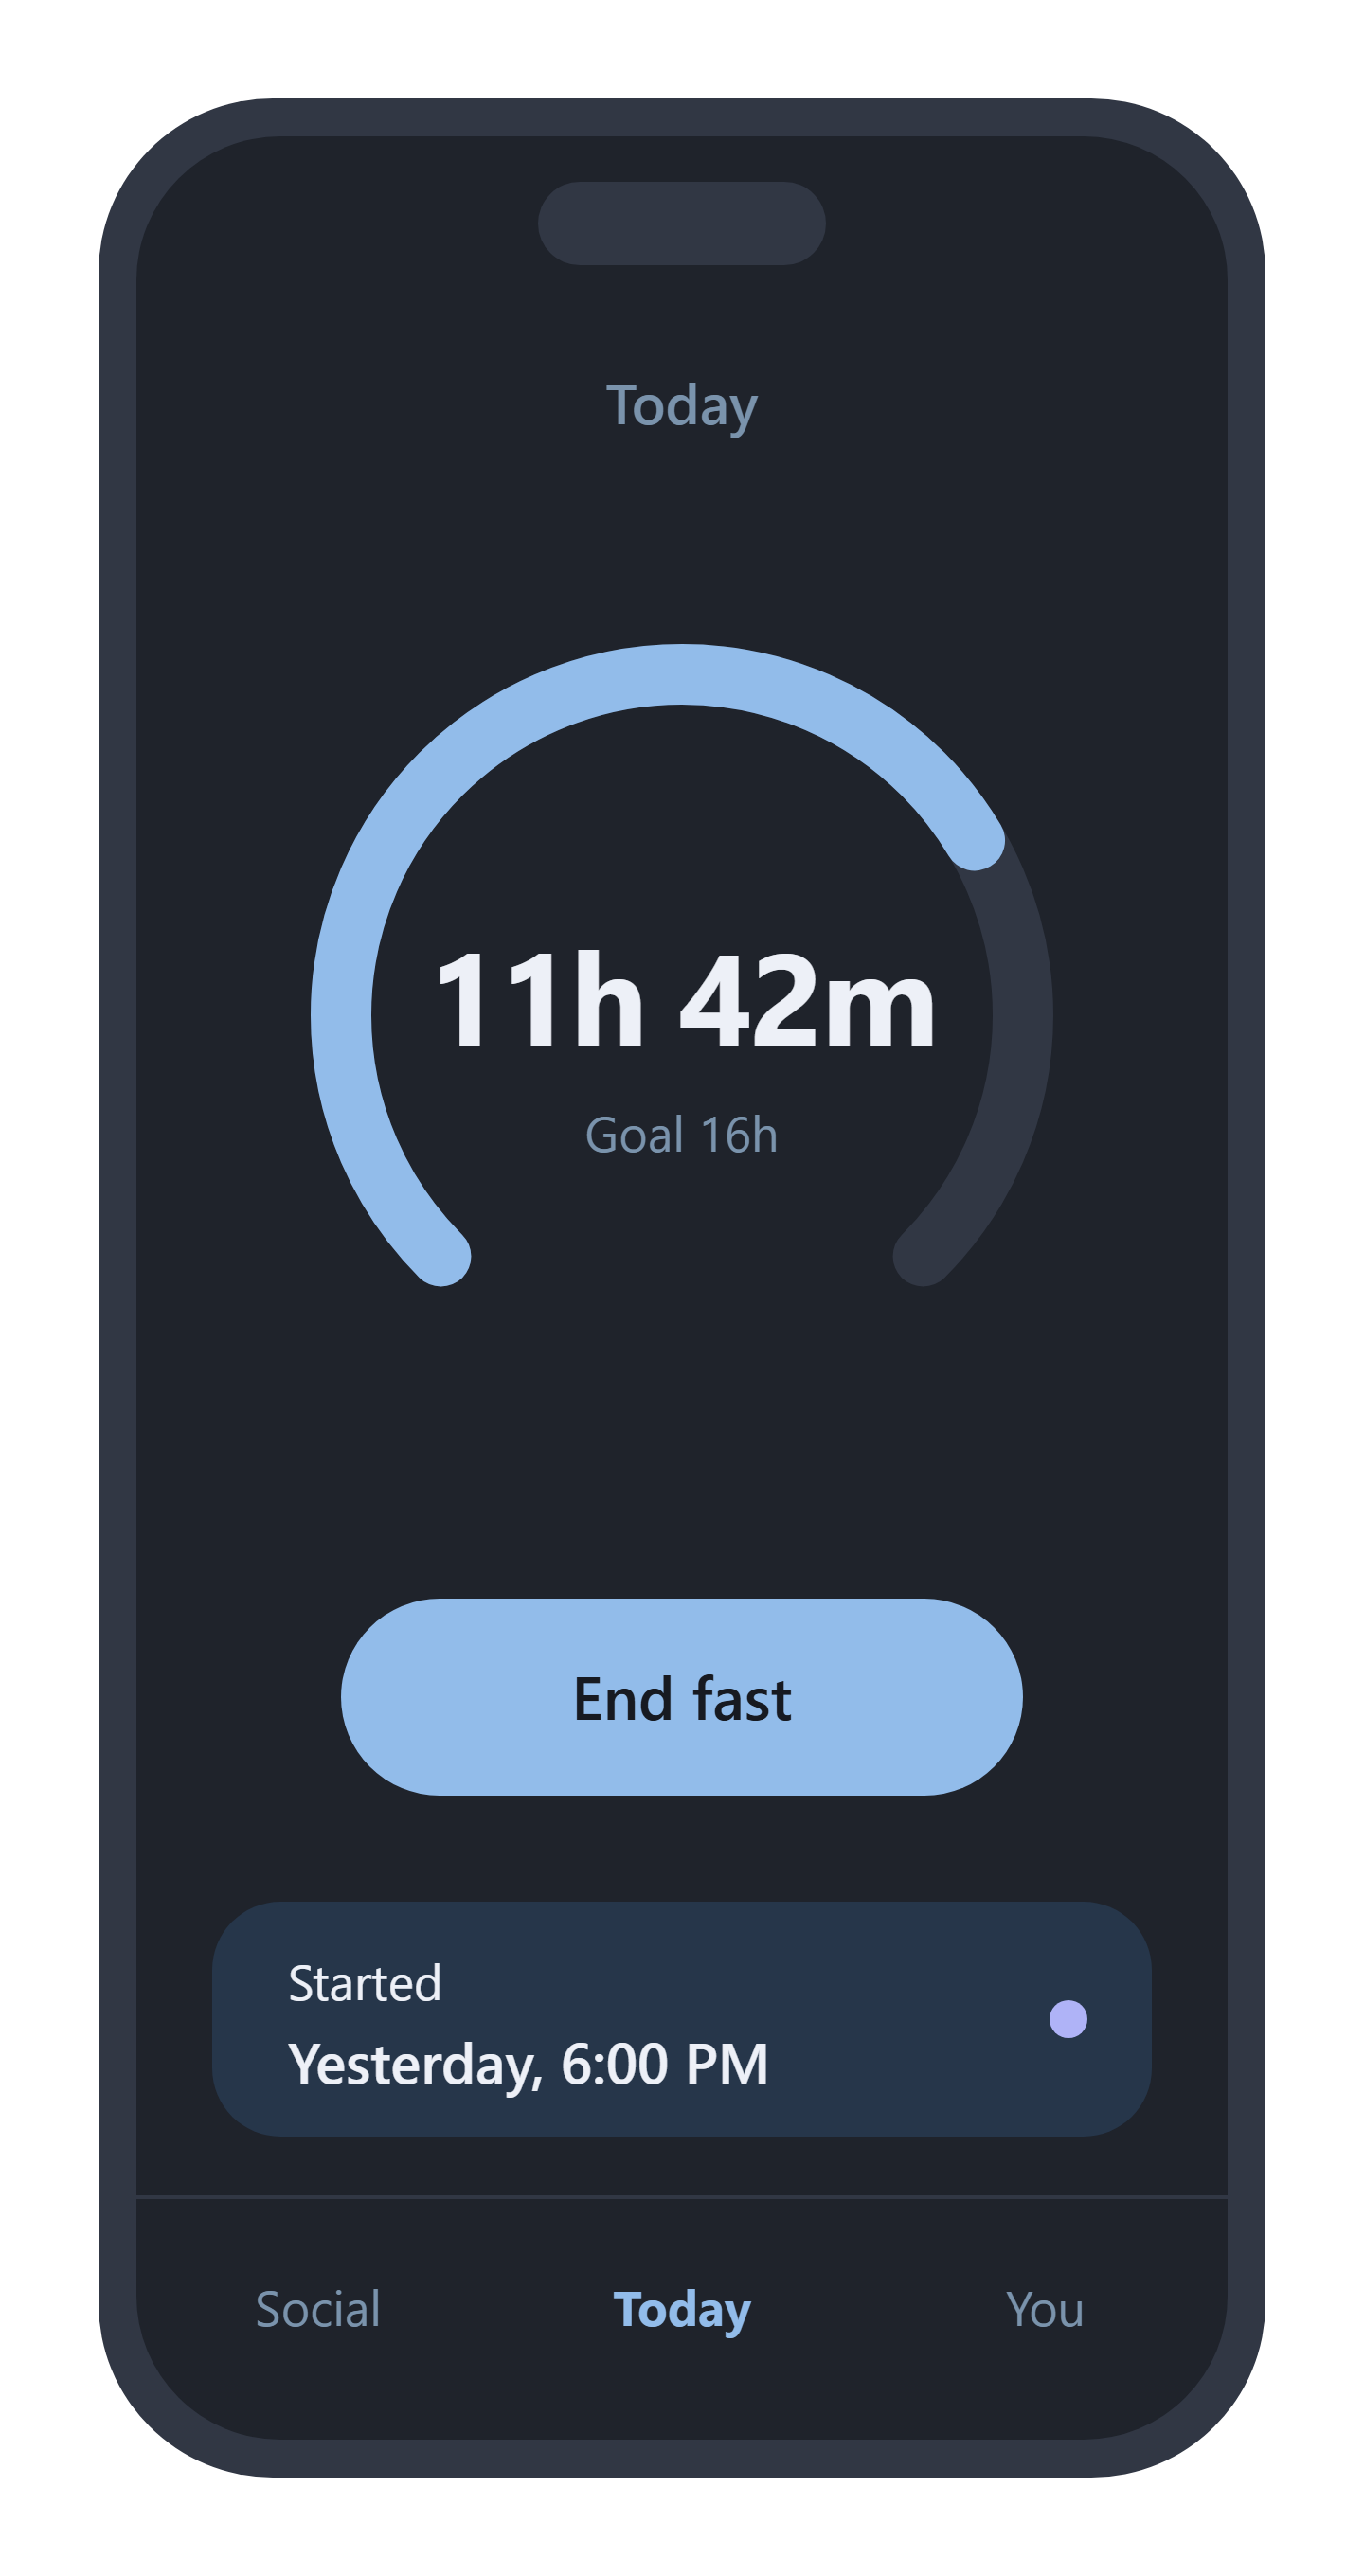 Today
11h 42m
Goal 16h
End fast
Started
Yesterday, 6:00 PM
Social Today You